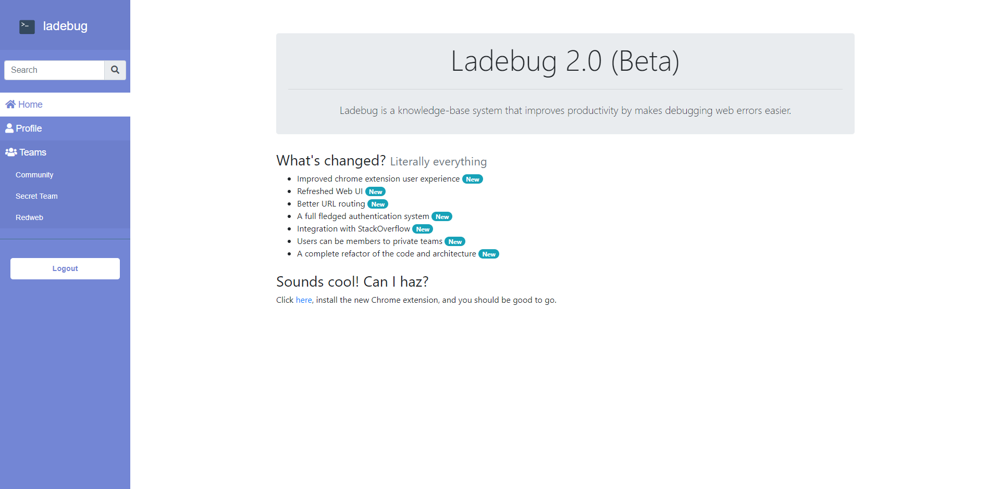 >_ ladebug
Search
Home
Profile
Teams
Community
Secret Team
Redweb
Logout
Ladebug 2.0 (Beta)
Ladebug is a knowledge-base system that improves productivity by makes debugging web errors easier.
What's changed? Literally everything
Improved chrome extension user experience New
Refreshed Web UI New
Better URL routing New
A full fledged authentication system New
Integration with StackOverflow New
Users can be members to private teams New
A complete refactor of the code and architecture New
Sounds cool! Can I haz?
Click here, install the new Chrome extension, and you should be good to go.